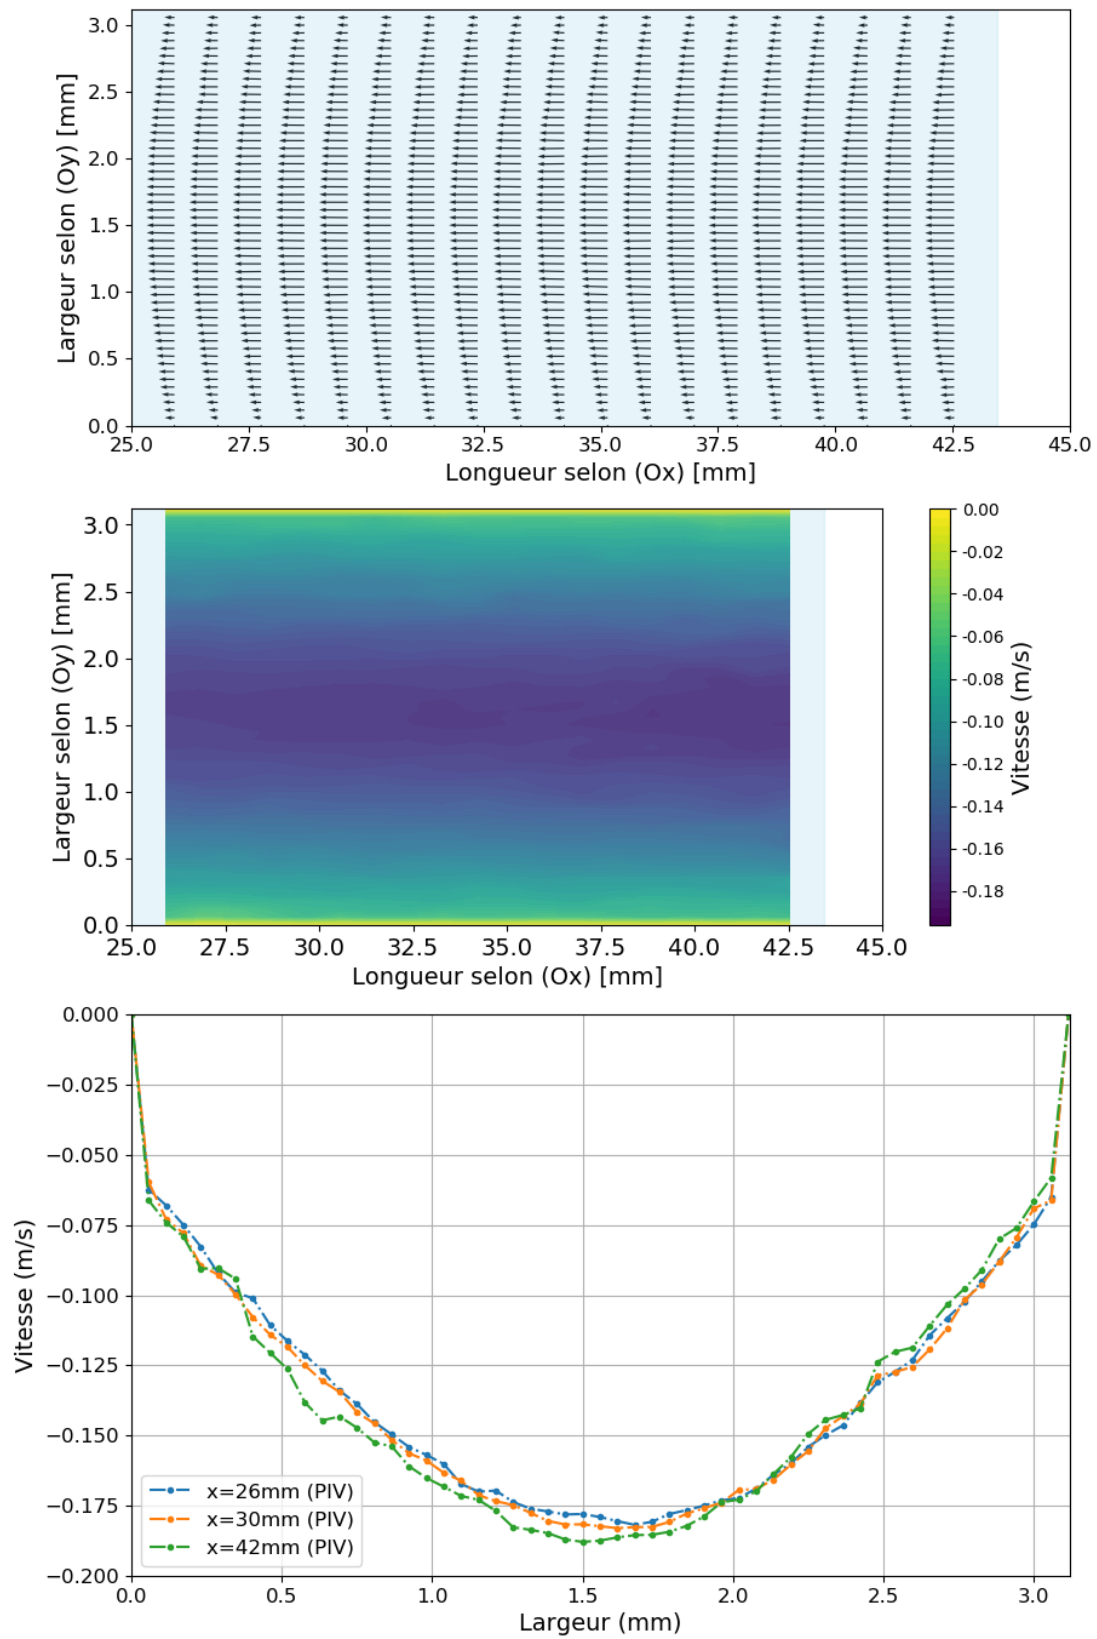 3.0
2.5
2.0
1.5
1.0
0.5
0.0
Largeur selon (Oy) [mm]
25.0 27.5 30.0 32.5 35.0 37.5 40.0 42.5 45.0
Longueur selon (Ox) [mm]
3.0
2.5
2.0
1.5
1.0
0.5
0.0
Largeur selon (Oy) [mm]
25.0 27.5 30.0 32.5 35.0 37.5 40.0 42.5 45.0
Longueur selon (Ox) [mm]
0.00
-0.02
-0.04
-0.06
-0.08
-0.10
-0.12
-0.14
-0.16
-0.18
Vitesse (m/s)
0.000
−0.025
−0.050
−0.075
−0.100
−0.125
−0.150
−0.175
−0.200
Vitesse (m/s)
x=26mm (PIV)
x=30mm (PIV)
x=42mm (PIV)
0.0 0.5 1.0 1.5 2.0 2.5 3.0
Largeur (mm)